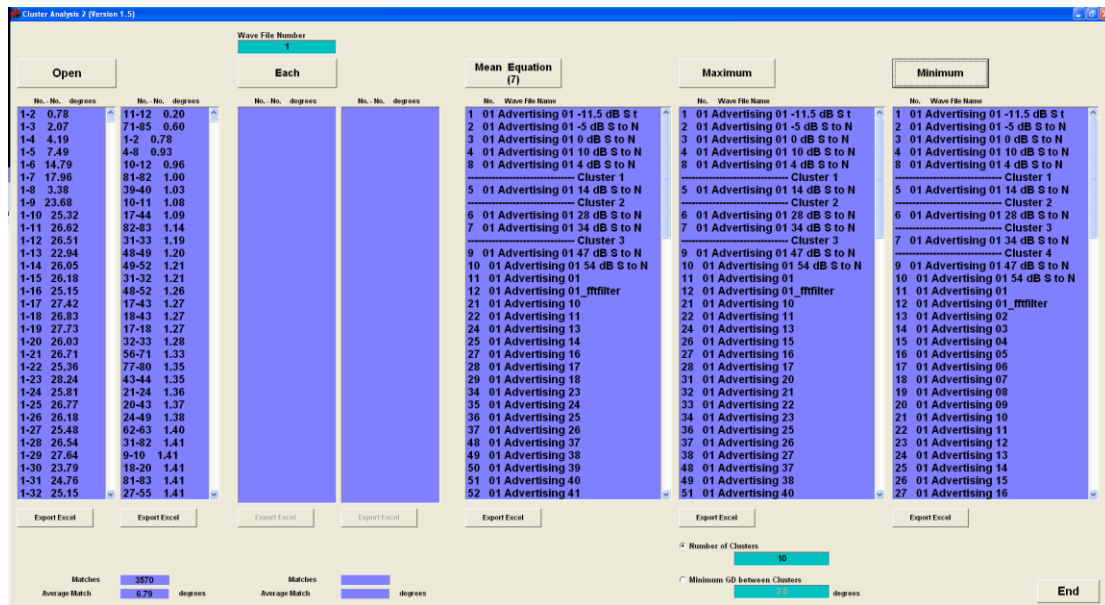 Cluster Analysis 2 (Version 1.5)
Wave File Number
1
Open
Each
Mean Equation
(7)
Maximum
Minimum
No. - No. degrees
1-2 0.78
1-3 2.07
1-4 4.19
1-5 7.49
1-6 14.79
1-7 17.96
1-8 3.38
1-9 23.68
1-10 25.32
1-11 26.62
1-12 26.51
1-13 22.94
1-14 26.05
1-15 26.18
1-16 25.15
1-17 27.42
1-18 26.83
1-19 27.73
1-20 26.03
1-21 26.71
1-22 25.36
1-23 28.24
1-24 25.81
1-25 26.77
1-26 26.18
1-27 25.48
1-28 26.54
1-29 27.64
1-30 23.79
1-31 24.76
1-32 25.15
No. - No. degrees
11-12 0.20
71-85 0.60
1-2 0.78
4-8 0.93
10-12 0.96
81-82 1.00
39-40 1.03
10-11 1.08
17-44 1.09
82-83 1.14
31-33 1.19
48-49 1.20
49-52 1.21
31-32 1.21
48-52 1.26
17-43 1.27
18-43 1.27
17-18 1.27
32-33 1.28
56-71 1.33
77-80 1.35
43-44 1.35
21-24 1.36
20-43 1.37
24-49 1.38
62-63 1.40
31-82 1.41
9-10 1.41
18-20 1.41
81-83 1.41
27-55 1.41
No. - No. degrees
No. - No. degrees
No. Wave File Name
1 01 Advertising 01 -11.5 dB S t
2 01 Advertising 01 -5 dB S to N
3 01 Advertising 01 0 dB S to N
4 01 Advertising 01 10 dB S to N
8 01 Advertising 01 4 dB S to N
------------------------------- Cluster 1
5 01 Advertising 01 14 dB S to N
------------------------------- Cluster 2
6 01 Advertising 01 28 dB S to N
7 01 Advertising 01 34 dB S to N
------------------------------- Cluster 3
9 01 Advertising 01 47 dB S to N
10 01 Advertising 01 54 dB S to N
11 01 Advertising 01
12 01 Advertising 01_fftfilter
21 01 Advertising 10
22 01 Advertising 11
24 01 Advertising 13
25 01 Advertising 14
27 01 Advertising 16
28 01 Advertising 17
29 01 Advertising 18
34 01 Advertising 23
35 01 Advertising 24
36 01 Advertising 25
37 01 Advertising 26
48 01 Advertising 37
49 01 Advertising 38
50 01 Advertising 39
51 01 Advertising 40
52 01 Advertising 41
No. Wave File Name
1 01 Advertising 01 -11.5 dB S t
2 01 Advertising 01 -5 dB S to N
3 01 Advertising 01 0 dB S to N
4 01 Advertising 01 10 dB S to N
8 01 Advertising 01 4 dB S to N
------------------------------- Cluster 1
5 01 Advertising 01 14 dB S to N
------------------------------- Cluster 2
6 01 Advertising 01 28 dB S to N
7 01 Advertising 01 34 dB S to N
------------------------------- Cluster 3
9 01 Advertising 01 47 dB S to N
10 01 Advertising 01 54 dB S to N
11 01 Advertising 01
12 01 Advertising 01_fftfilter
21 01 Advertising 10
22 01 Advertising 11
24 01 Advertising 13
26 01 Advertising 15
27 01 Advertising 16
28 01 Advertising 17
31 01 Advertising 20
32 01 Advertising 21
33 01 Advertising 22
34 01 Advertising 23
36 01 Advertising 25
37 01 Advertising 26
38 01 Advertising 27
48 01 Advertising 37
49 01 Advertising 38
51 01 Advertising 40
No. Wave File Name
1 01 Advertising 01 -11.5 dB S t
2 01 Advertising 01 -5 dB S to N
3 01 Advertising 01 0 dB S to N
4 01 Advertising 01 10 dB S to N
8 01 Advertising 01 4 dB S to N
------------------------------- Cluster 1
5 01 Advertising 01 14 dB S to N
------------------------------- Cluster 2
6 01 Advertising 01 28 dB S to N
------------------------------- Cluster 3
7 01 Advertising 01 34 dB S to N
------------------------------- Cluster 4
9 01 Advertising 01 47 dB S to N
10 01 Advertising 01 54 dB S to N
11 01 Advertising 01
12 01 Advertising 01_fftfilter
13 01 Advertising 02
14 01 Advertising 03
15 01 Advertising 04
16 01 Advertising 05
17 01 Advertising 06
18 01 Advertising 07
19 01 Advertising 08
20 01 Advertising 09
21 01 Advertising 10
22 01 Advertising 11
23 01 Advertising 12
24 01 Advertising 13
25 01 Advertising 14
26 01 Advertising 15
27 01 Advertising 16
Export Excel
Export Excel
Export Excel
Export Excel
Export Excel
Export Excel
Export Excel
Number of Clusters
10
Matches 3570
Average Match 6.79 degrees
Matches
Average Match degrees
Minimum GD between Clusters
3.5 degrees
End